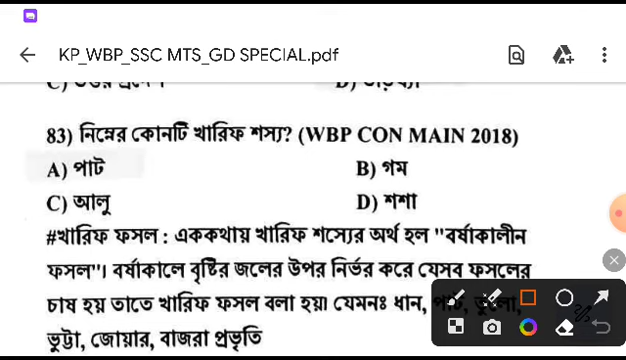 KP_WBP_SSC MTS_GD SPECIAL.pdf
83) নিম্নের কোনটি খারিফ শস্য? (WBP CON MAIN 2018)
A) পাট B) গম
C) আলু D) শশা
#খারিফ ফসল : এককথায় খারিফ শস্যের অর্থ হল "বর্ষাকালীন
ফসল"। বর্ষাকালে বৃষ্টির জলের উপর নির্ভর করে যেসব ফসলের
চাষ হয় তাতে খারিফ ফসল বলা হয়। যেমনঃ ধান,
ভুট্টা, জোয়ার, বাজরা প্রভৃতি